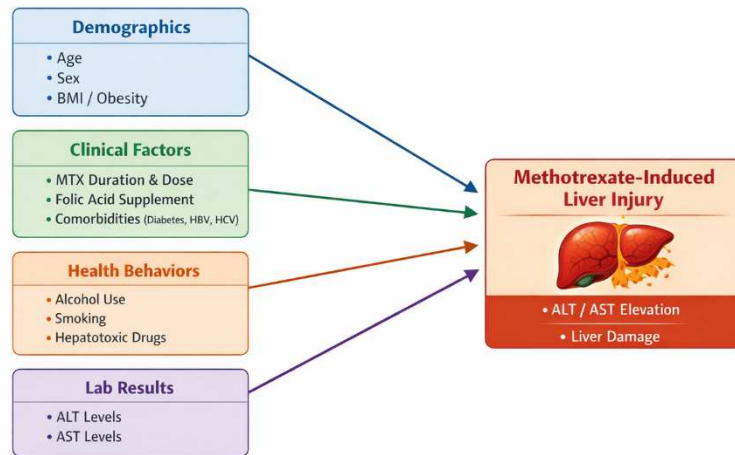 Demographics
• Age
• Sex
• BMI / Obesity
Clinical Factors
• MTX Duration & Dose
• Folic Acid Supplement
• Comorbidities (Diabetes, HBV, HCV)
Health Behaviors
• Alcohol Use
• Smoking
• Hepatotoxic Drugs
Lab Results
• ALT Levels
• AST Levels
Methotrexate-Induced
Liver Injury
• ALT / AST Elevation
• Liver Damage